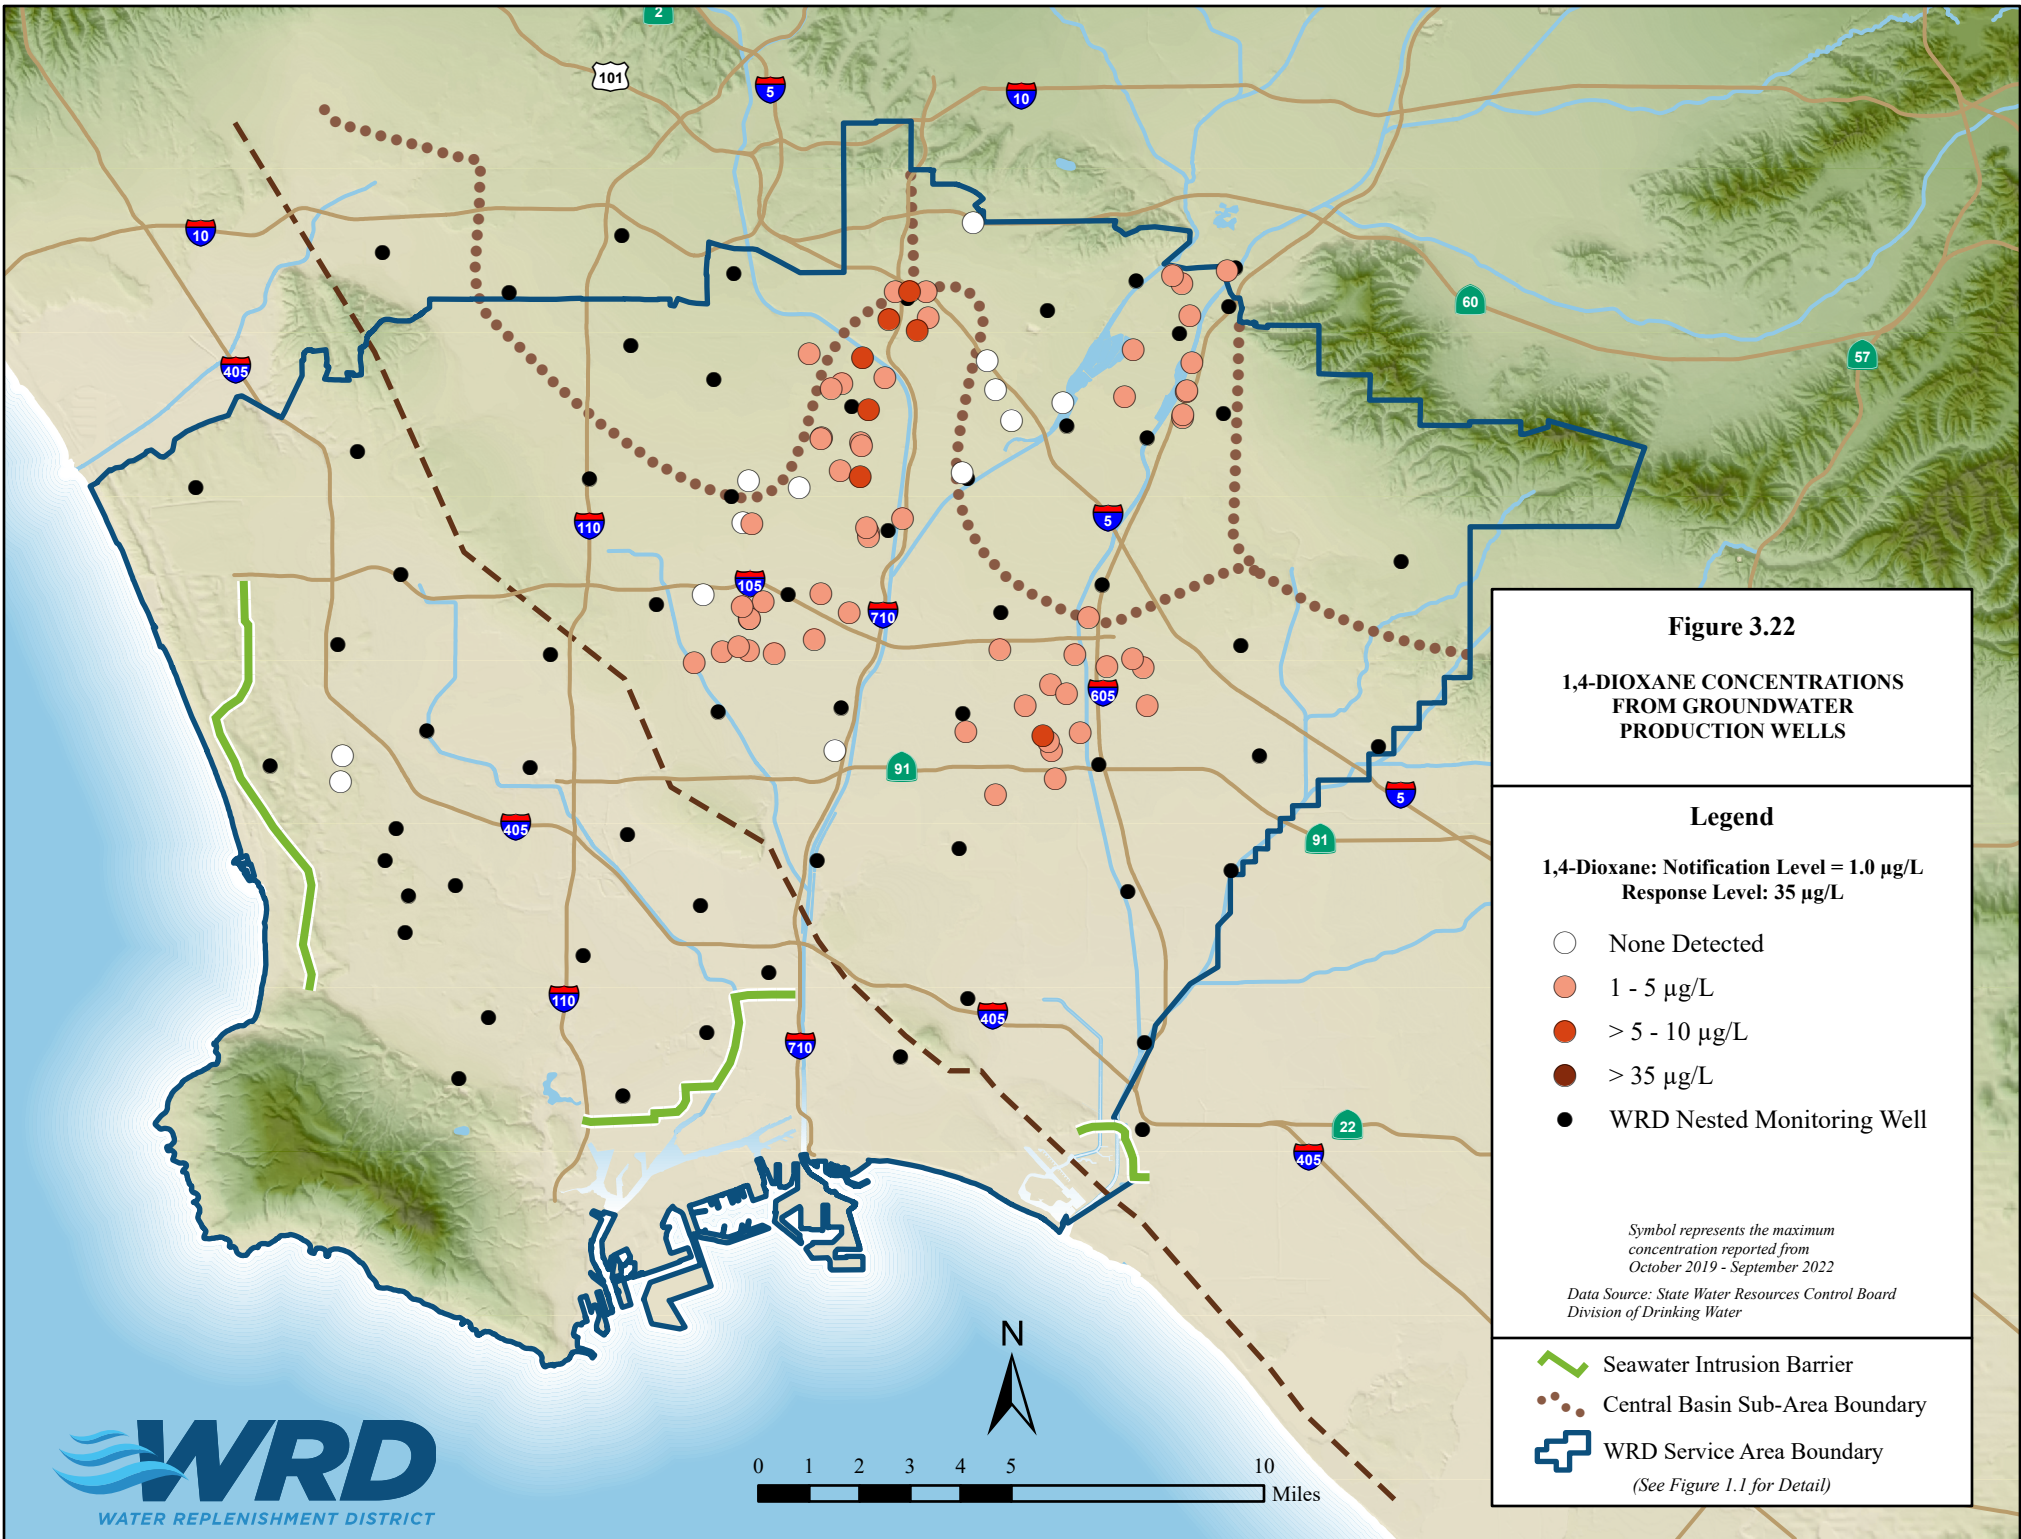 2
101
5
10
10
60
405
57
110
5
105
710
605
91
5
405
91
110
405
710
22
405
Figure 3.22
1,4-DIOXANE CONCENTRATIONS
FROM GROUNDWATER
PRODUCTION WELLS
Legend
1,4-Dioxane: Notification Level = 1.0 µg/L
Response Level: 35 µg/L
None Detected
1 - 5 µg/L
> 5 - 10 µg/L
> 35 µg/L
WRD Nested Monitoring Well
Symbol represents the maximum
concentration reported from
October 2019 - September 2022
Data Source: State Water Resources Control Board
Division of Drinking Water
Seawater Intrusion Barrier
Central Basin Sub-Area Boundary
WRD Service Area Boundary
(See Figure 1.1 for Detail)
N
0 1 2 3 4 5 10
Miles
WRD
WATER REPLENISHMENT DISTRICT